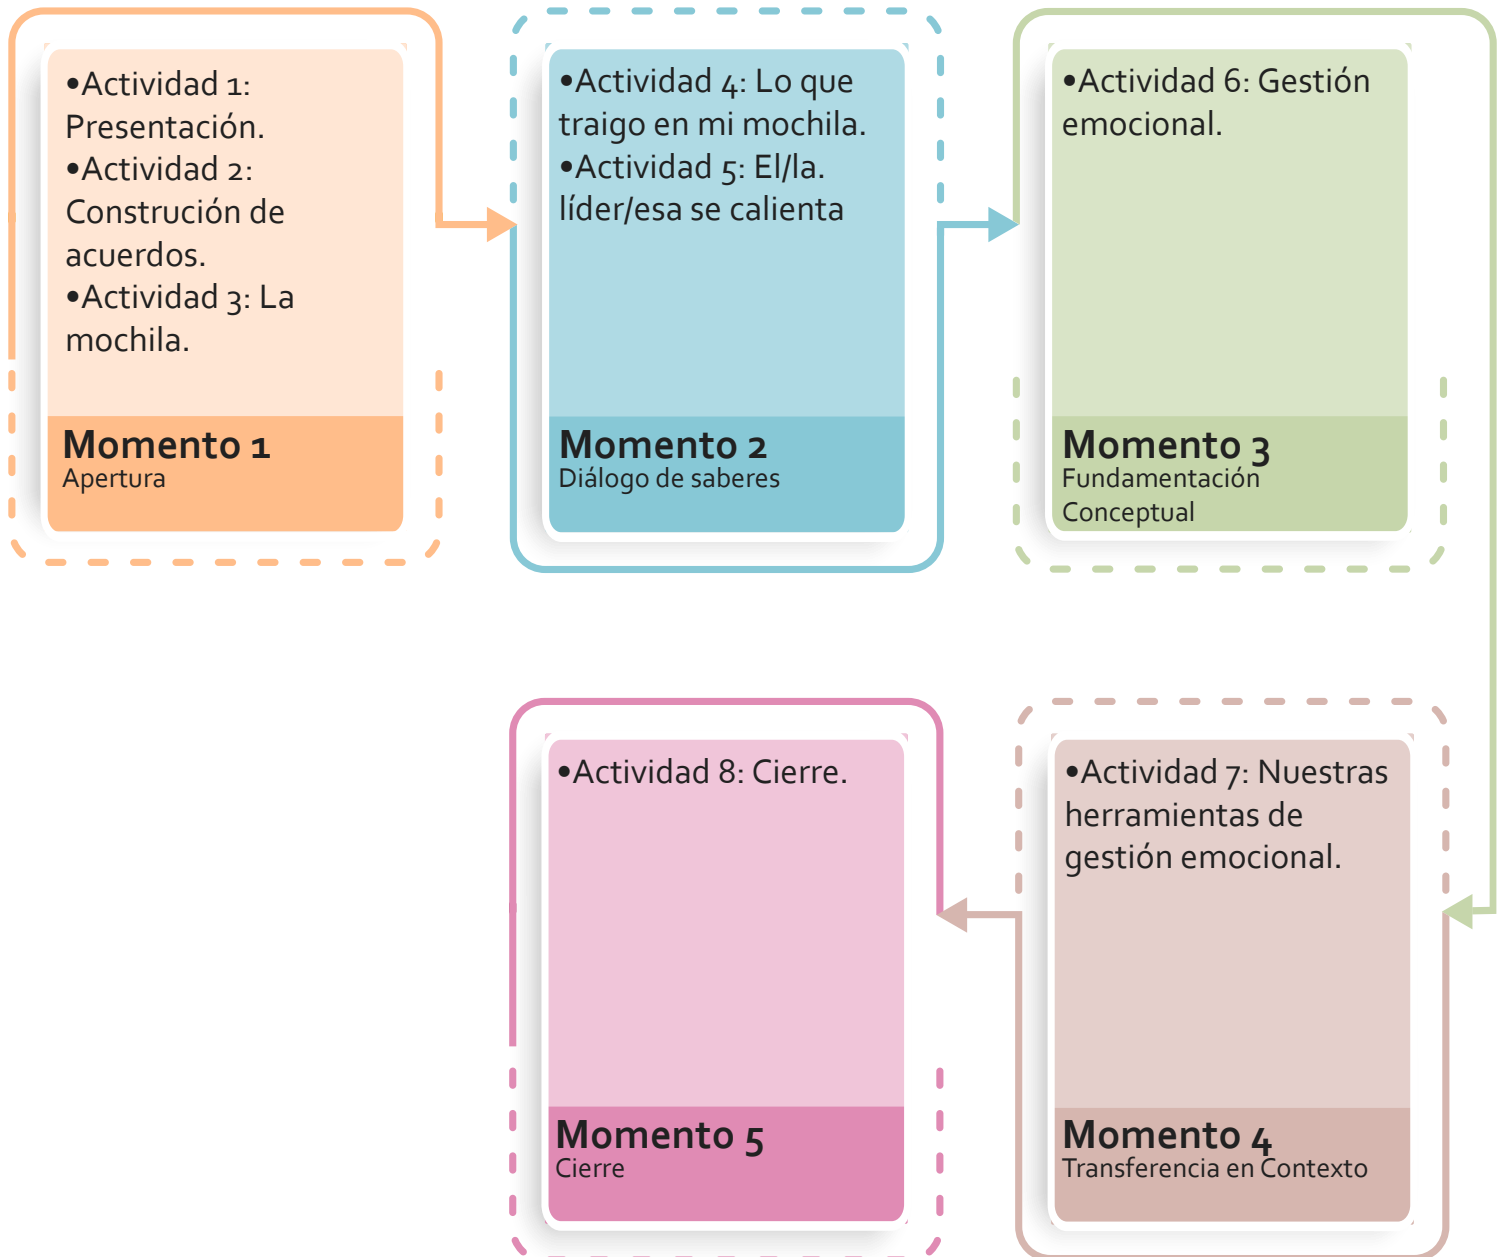 •Actividad 1:
Presentación.
•Actividad 2:
Construción de
acuerdos.
•Actividad 3: La
mochila.
Momento 1
Apertura
•Actividad 4: Lo que
traigo en mi mochila.
•Actividad 5: El/la.
líder/esa se calienta
Momento 2
Diálogo de saberes
•Actividad 6: Gestión
emocional.
Momento 3
Fundamentación
Conceptual
•Actividad 7: Nuestras
herramientas de
gestión emocional.
Momento 4
Transferencia en Contexto
•Actividad 8: Cierre.
Momento 5
Cierre